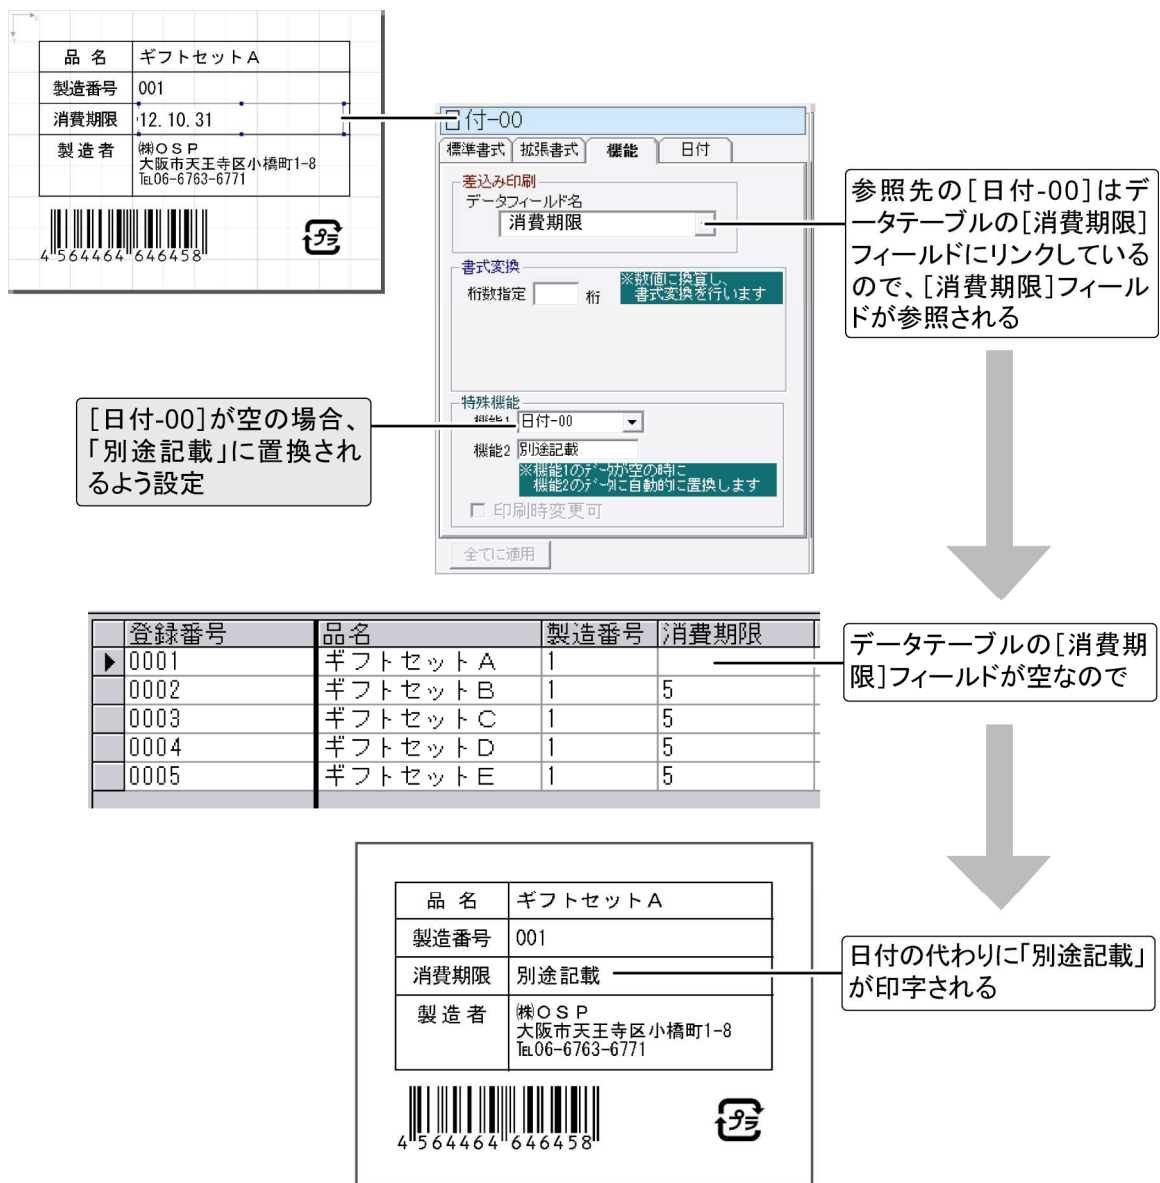 品 名 ギフトセットA
製造番号 001
消費期限 12. 10. 31
製 造 者 ㈱OSP
大阪市天王寺区小橋町1-8
℡06-6763-6771
4 564464 646458
プラ
日付-00
標準書式 拡張書式 機能 日付
差込み印刷
データフィールド名
消費期限
書式変換
桁数指定 桁
※数値に換算し、
書式変換を行います
特殊機能
機能1 日付-00
機能2 別途記載
※機能1のデータが空の時に
機能2のデータに自動的に置換します
印刷時変更可
全てに適用
参照先の[日付-00]はデ
ータテーブルの[消費期限]
フィールドにリンクしている
ので、[消費期限]フィール
ドが参照される
[日付-00]が空の場合、
「別途記載」に置換され
るよう設定
登録番号 品名 製造番号 消費期限
0001 ギフトセットA 1
0002 ギフトセットB 1 5
0003 ギフトセットC 1 5
0004 ギフトセットD 1 5
0005 ギフトセットE 1 5
データテーブルの[消費期
限]フィールドが空なので
品 名 ギフトセットA
製造番号 001
消費期限 別途記載
製 造 者 ㈱OSP
大阪市天王寺区小橋町1-8
℡06-6763-6771
4 564464 646458
プラ
日付の代わりに「別途記載」
が印字される